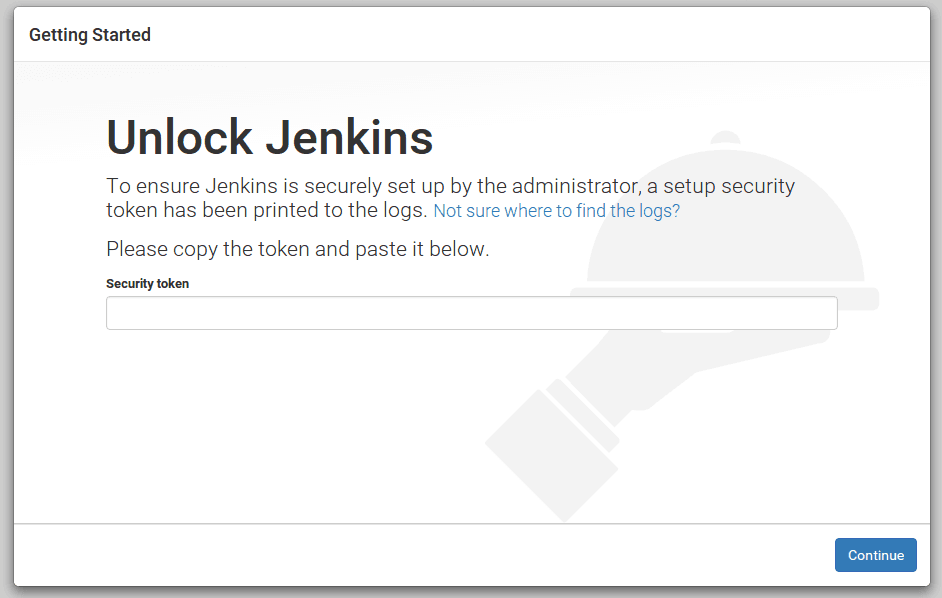 Getting Started
Unlock Jenkins
To ensure Jenkins is securely set up by the administrator, a setup security
token has been printed to the logs. Not sure where to find the logs?
Please copy the token and paste it below.
Security token
Continue